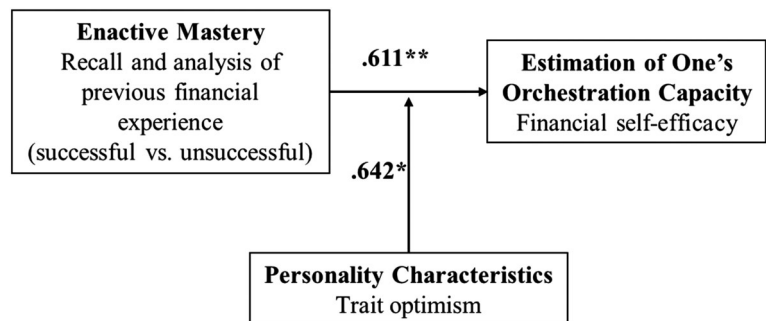 Enactive Mastery
Recall and analysis of
previous financial
experience
(successful vs. unsuccessful)
.611**
Estimation of One's
Orchestration Capacity
Financial self-efficacy
.642*
Personality Characteristics
Trait optimism